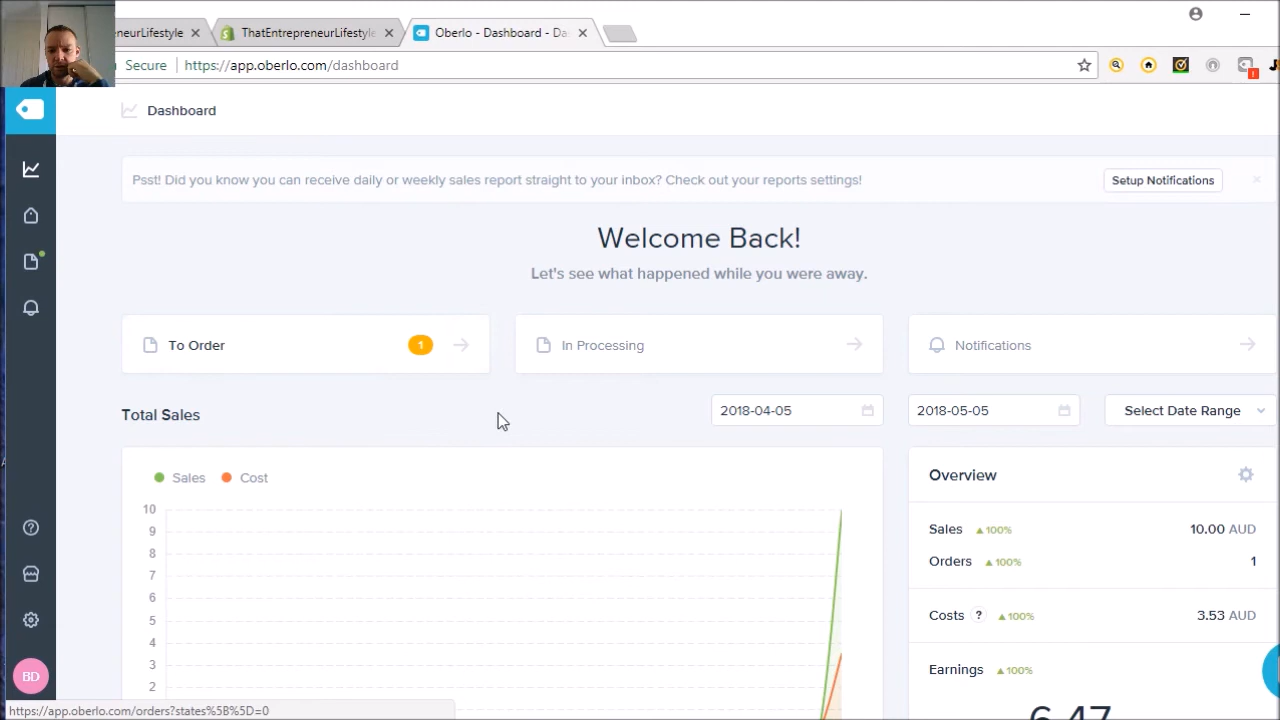 eneurLifestyle
ThatEntrepreneurLifestyle
Oberlo - Dashboard - Da
Secure
https://app.oberlo.com/dashboard
Dashboard
Psst! Did you know you can receive daily or weekly sales report straight to your inbox? Check out your reports settings!
Setup Notifications
Welcome Back!
Let's see what happened while you were away.
To Order 1
In Processing
Notifications
Total Sales
2018-04-05
2018-05-05
Select Date Range
Sales
Cost
10
9
8
7
6
5
4
3
2
Overview
Sales 100% 10.00 AUD
Orders 100% 1
Costs ? 100% 3.53 AUD
Earnings 100%
6.47
BD
https://app.oberlo.com/orders?states%5B%5D=0